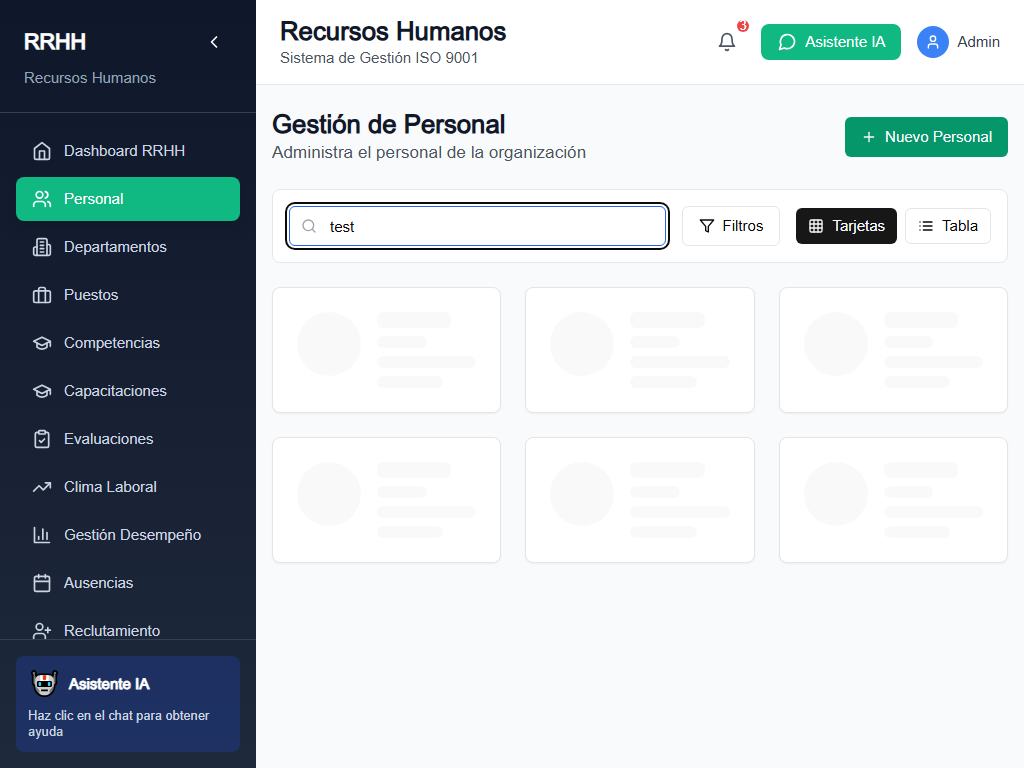 RRHH
Recursos Humanos
Dashboard RRHH
Personal
Departamentos
Puestos
Competencias
Capacitaciones
Evaluaciones
Clima Laboral
Gestión Desempeño
Ausencias
Reclutamiento
Asistente IA
Haz clic en el chat para obtener
ayuda
Recursos Humanos
Sistema de Gestión ISO 9001
3
Asistente IA
Admin
Gestión de Personal
Administra el personal de la organización
Nuevo Personal
test
Filtros
Tarjetas
Tabla